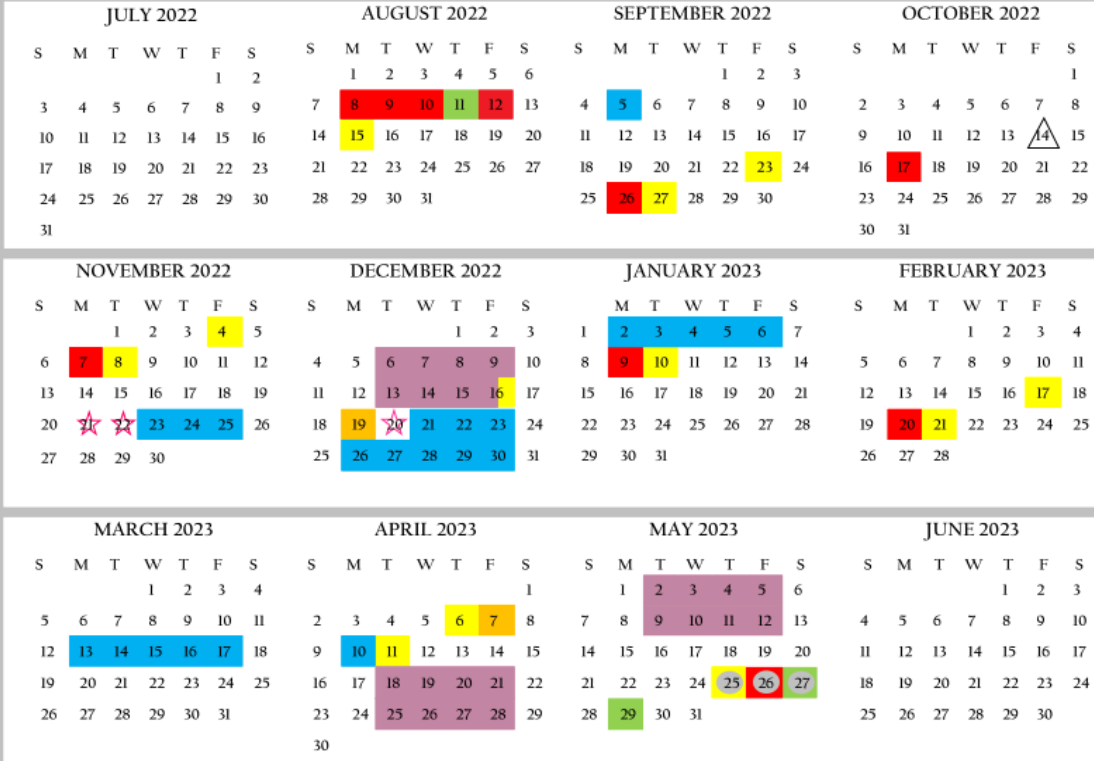 JULY 2022
S M T W T F S
1 2
3 4 5 6 7 8 9
10 11 12 13 14 15 16
17 18 19 20 21 22 23
24 25 26 27 28 29 30
31
AUGUST 2022
S M T W T F S
1 2 3 4 5 6
7 8 9 10 11 12 13
14 15 16 17 18 19 20
21 22 23 24 25 26 27
28 29 30 31
SEPTEMBER 2022
S M T W T F S
1 2 3
4 5 6 7 8 9 10
11 12 13 14 15 16 17
18 19 20 21 22 23 24
25 26 27 28 29 30
OCTOBER 2022
S M T W T F S
1
2 3 4 5 6 7 8
9 10 11 12 13 14 15
16 17 18 19 20 21 22
23 24 25 26 27 28 29
30 31
NOVEMBER 2022
S M T W T F S
1 2 3 4 5
6 7 8 9 10 11 12
13 14 15 16 17 18 19
20 21 22 23 24 25 26
27 28 29 30
DECEMBER 2022
S M T W T F S
1 2 3
4 5 6 7 8 9 10
11 12 13 14 15 16 17
18 19 20 21 22 23 24
25 26 27 28 29 30 31
JANUARY 2023
S M T W T F S
1 2 3 4 5 6 7
8 9 10 11 12 13 14
15 16 17 18 19 20 21
22 23 24 25 26 27 28
29 30 31
FEBRUARY 2023
S M T W T F S
1 2 3 4
5 6 7 8 9 10 11
12 13 14 15 16 17 18
19 20 21 22 23 24 25
26 27 28
MARCH 2023
S M T W T F S
1 2 3 4
5 6 7 8 9 10 11
12 13 14 15 16 17 18
19 20 21 22 23 24 25
26 27 28 29 30 31
APRIL 2023
S M T W T F S
1
2 3 4 5 6 7 8
9 10 11 12 13 14 15
16 17 18 19 20 21 22
23 24 25 26 27 28 29
30
MAY 2023
S M T W T F S
1 2 3 4 5 6
7 8 9 10 11 12 13
14 15 16 17 18 19 20
21 22 23 24 25 26 27
28 29 30 31
JUNE 2023
S M T W T F S
1 2 3
4 5 6 7 8 9 10
11 12 13 14 15 16 17
18 19 20 21 22 23 24
25 26 27 28 29 30